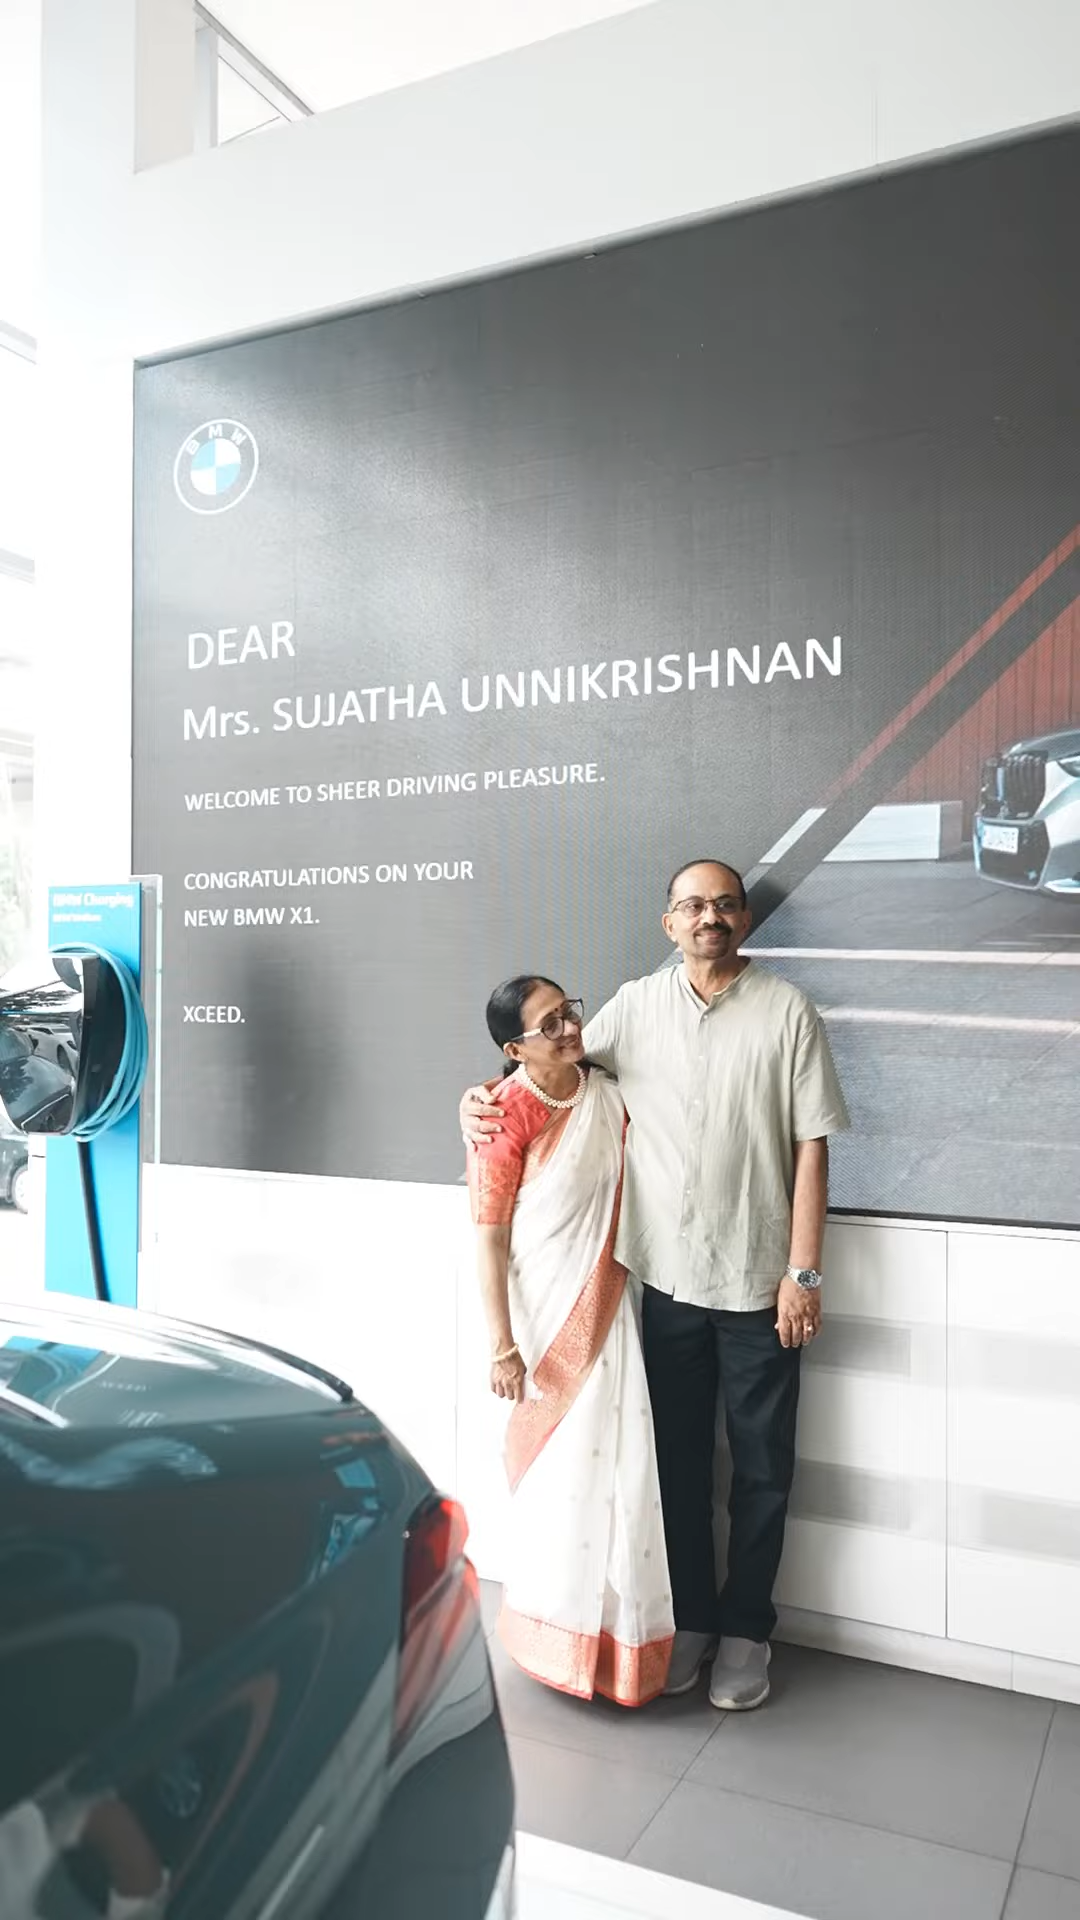 BMW
DEAR
Mrs. SUJATHA UNNIKRISHNAN
WELCOME TO SHEER DRIVING PLEASURE.
CONGRATULATIONS ON YOUR
NEW BMW X1.
XCEED.
BMW Charging